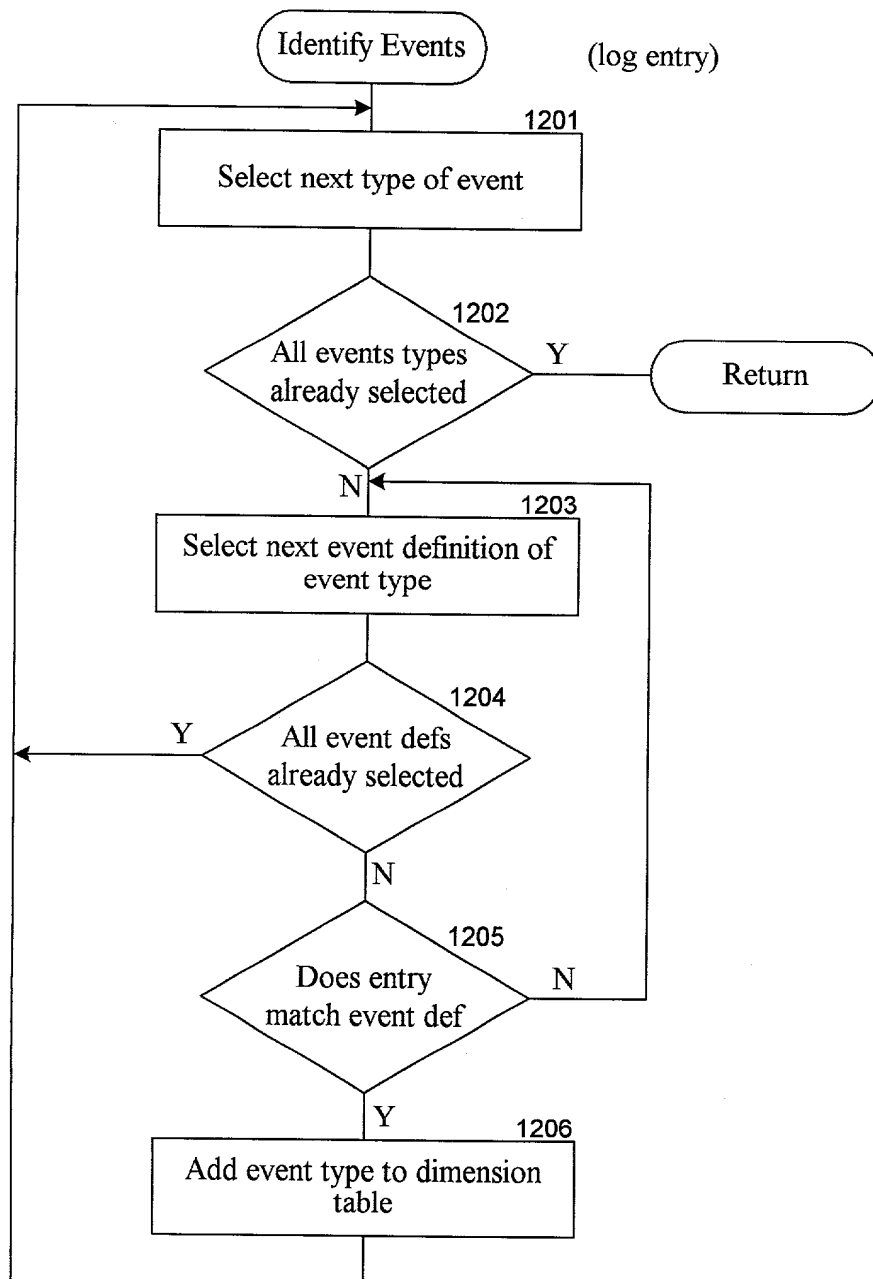 Identify Events
(log entry)
1201
Select next type of event
1202
All events types
already selected
Y
Return
N
1203
Select next event definition of
event type
1204
Y
All event defs
already selected
N
1205
Does entry
match event def
N
Y
1206
Add event type to dimension
table